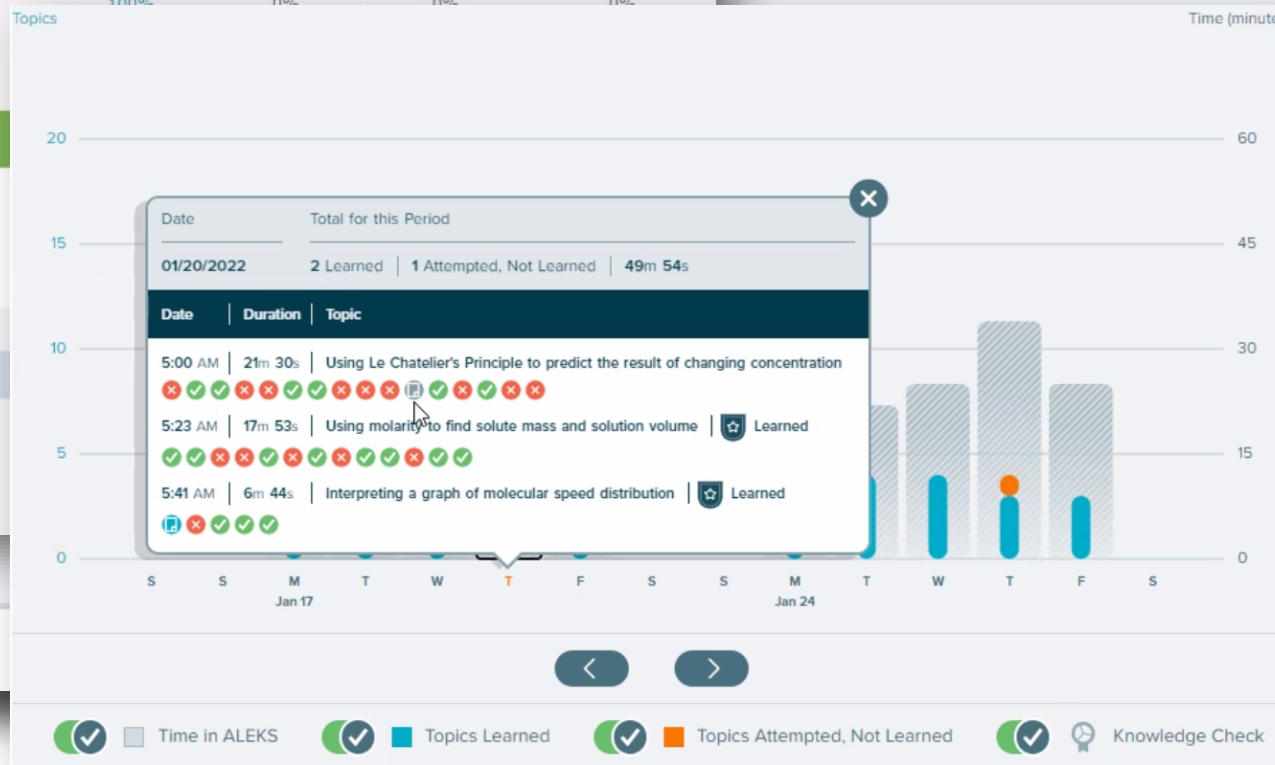 100% 0% 0% 0%
Topics Time
20 60
Date Total for this Period
15 45
01/20/2022 2 Learned 1 Attempted, Not Learned 49m 54s
Date Duration Topic
10 30
5:00 AM 21m 30s Using Le Chatelier's Principle to predict the result of changing concentration
5:23 AM 17m 53s Using molarity to find solute mass and solution volume Learned
5 15
5:41 AM 6m 44s Interpreting a graph of molecular speed distribution Learned
0 0
S S M T W T F S S M T W T F S
Jan 17 Jan 24
Time in ALEKS Topics Learned Topics Attempted, Not Learned Knowledge Check